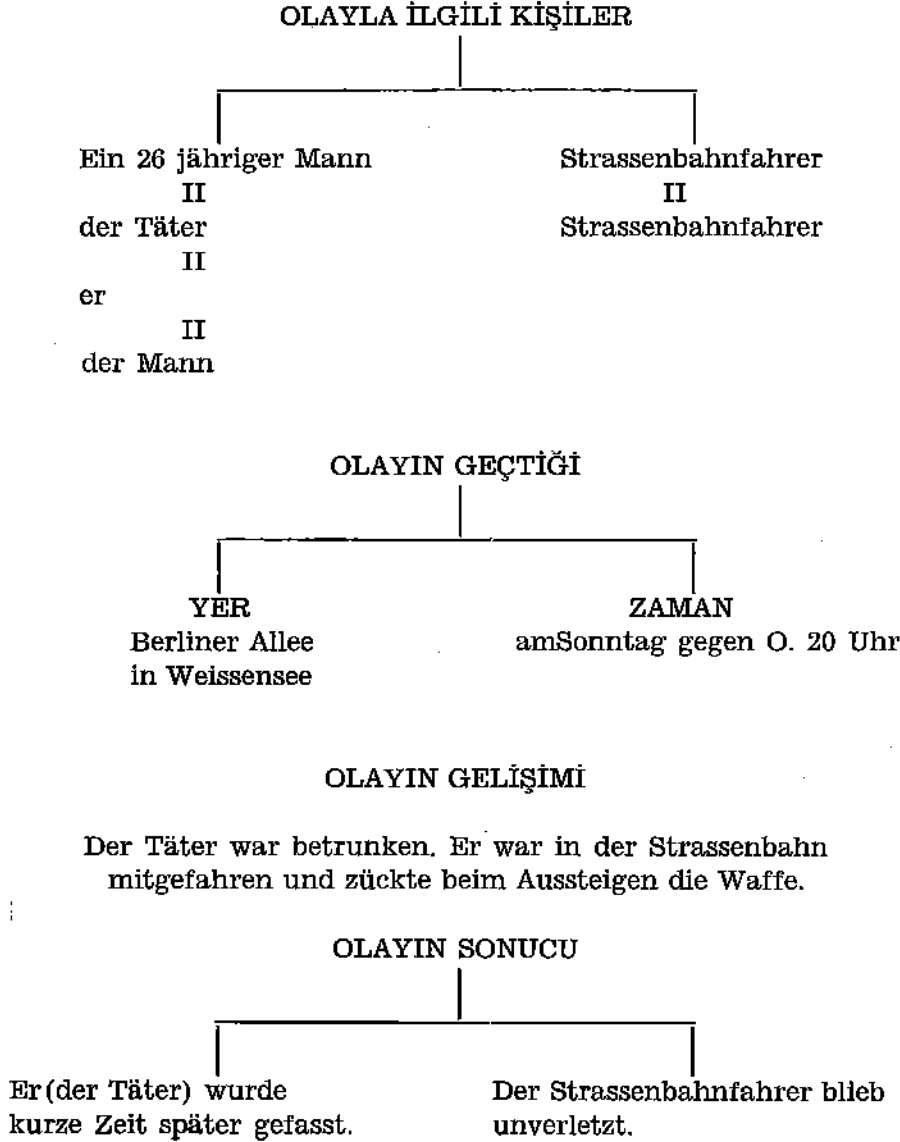 OLAYLA İLGİLİ KİŞİLER
Ein 26 jähriger Mann
II
der Täter
II
er
II
der Mann
Strassenbahnfahrer
II
Strassenbahnfahrer
OLAYIN GEÇTİĞİ
YER
Berliner Allee
in Weissensee
ZAMAN
amSonntag gegen O. 20 Uhr
OLAYIN GELİŞİMİ
Der Täter war betrunken. Er war in der Strassenbahn
mitgefahren und zückte beim Aussteigen die Waffe.
OLAYIN SONUCU
Er(der Täter) wurde
kurze Zeit später gefasst.
Der Strassenbahnfahrer blieb
unverletzt.